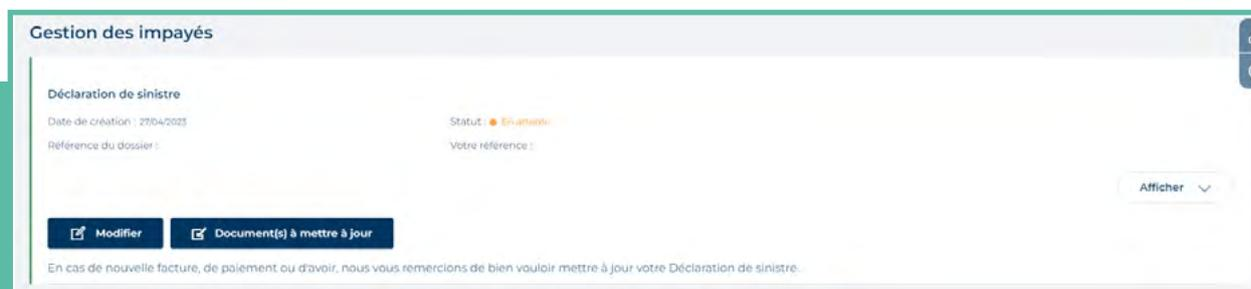 Gestion des impayés
Déclaration de sinistre
Date de création : 27/04/2023
Statut : En attente
Référence du dossier :
Votre référence :
Afficher
Modifier
Document(s) à mettre à jour
En cas de nouvelle facture, de paiement ou d'avoir, nous vous remercions de bien vouloir mettre à jour votre Déclaration de sinistre.